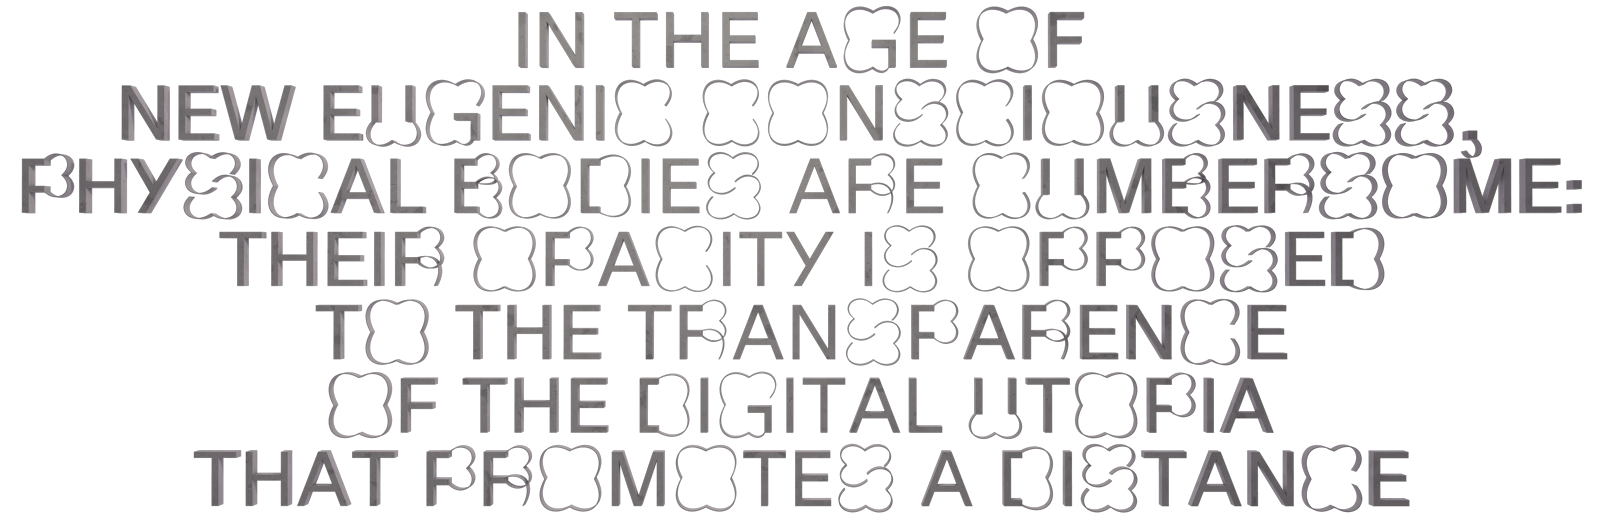 IN THE AGE OF
NEW EUGENIC CONSCIOUSNESS,
PHYSICAL BODIES ARE CUMBERSOME:
THEIR OPACITY IS OPPOSED
TO THE TRANSPARENCE
OF THE DIGITAL UTOPIA
THAT PROMOTES A DISTANCE